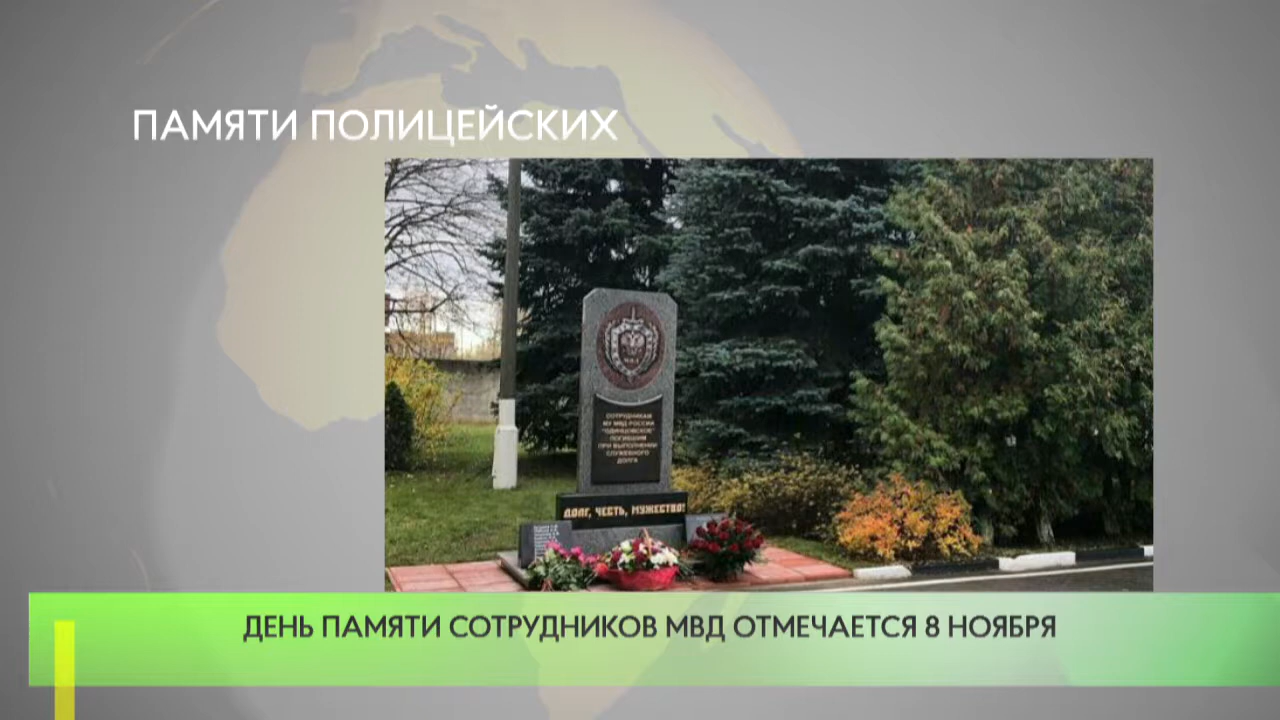 ПАМЯТИ ПОЛИЦЕЙСКИХ
СОТРУДНИКАМ
МУ МВД РОССИИ
"ОДИНЦОВСКОЕ"
ПОГИБШИМ
ПРИ ВЫПОЛНЕНИИ
СЛУЖЕБНОГО
ДОЛГА
ДОЛГ, ЧЕСТЬ, МУЖЕСТВО!
ДЕНЬ ПАМЯТИ СОТРУДНИКОВ МВД ОТМЕЧАЕТСЯ 8 НОЯБРЯ